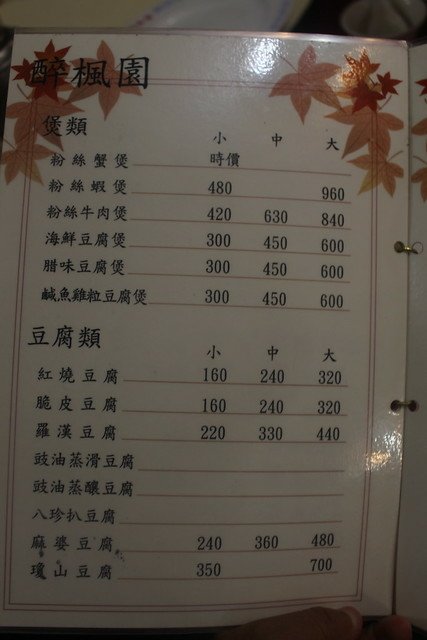 醉楓園
煲類
小 中 大
粉絲蟹煲 時價
粉絲蝦煲 480 960
粉絲牛肉煲 420 630 840
海鮮豆腐煲 300 450 600
腊味豆腐煲 300 450 600
鹹魚雞粒豆腐煲 300 450 600
豆腐類
小 中 大
紅燒豆腐 160 240 320
脆皮豆腐 160 240 320
羅漢豆腐 220 330 440
豉油蒸滑豆腐
豉油蒸釀豆腐
八珍扒豆腐
麻婆豆腐 240 360 480
瓊山豆腐 350 700